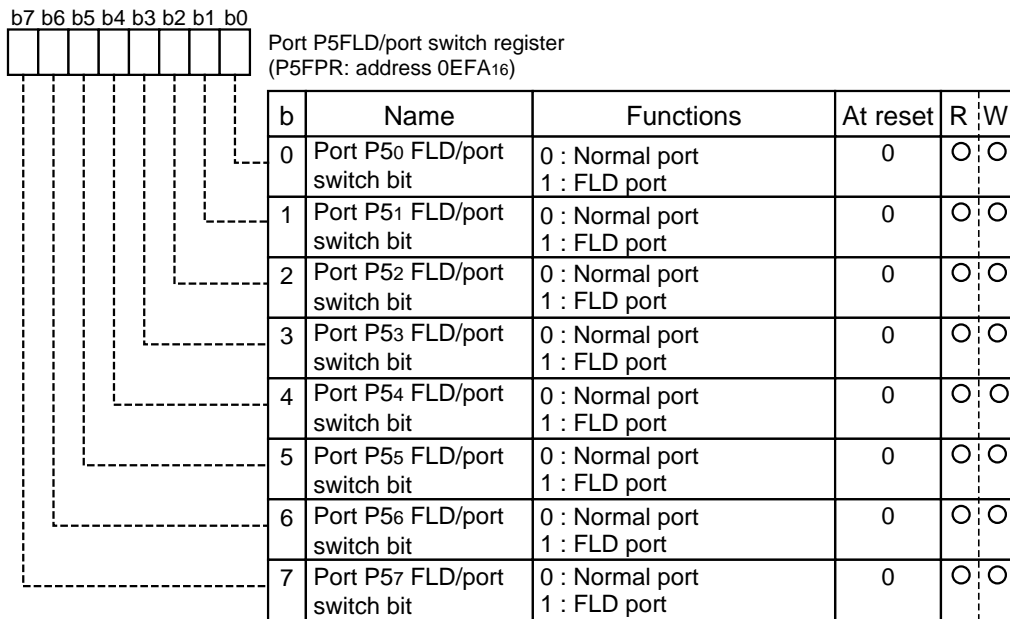 b7 b6 b5 b4 b3 b2 b1 b0
Port P5FLD/port switch register
(P5FPR: address 0EFA16)
b Name Functions At reset R W
0 Port P50 FLD/port 0 : Normal port 0 ○ ○
switch bit 1 : FLD port
1 Port P51 FLD/port 0 : Normal port 0 ○ ○
switch bit 1 : FLD port
2 Port P52 FLD/port 0 : Normal port 0 ○ ○
switch bit 1 : FLD port
3 Port P53 FLD/port 0 : Normal port 0 ○ ○
switch bit 1 : FLD port
4 Port P54 FLD/port 0 : Normal port 0 ○ ○
switch bit 1 : FLD port
5 Port P55 FLD/port 0 : Normal port 0 ○ ○
switch bit 1 : FLD port
6 Port P56 FLD/port 0 : Normal port 0 ○ ○
switch bit 1 : FLD port
7 Port P57 FLD/port 0 : Normal port 0 ○ ○
switch bit 1 : FLD port